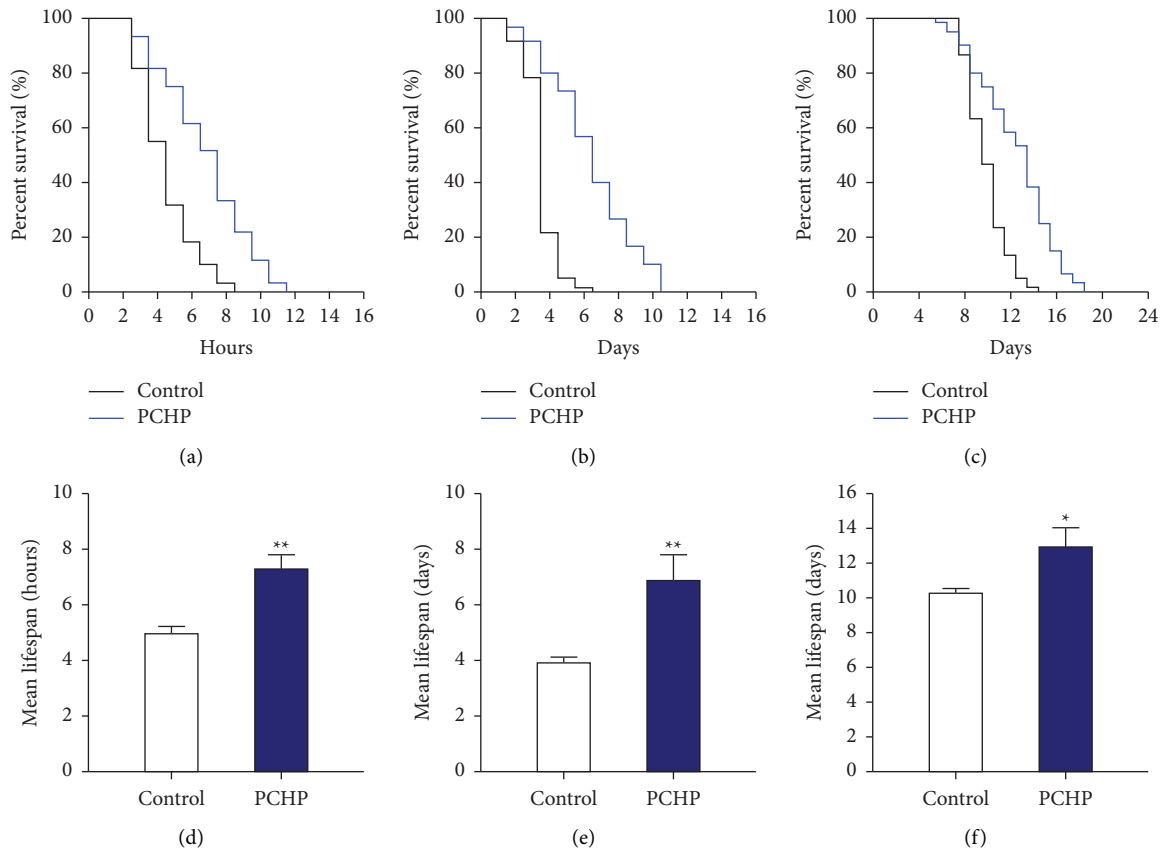 Percent survival (%)
100
80
60
40
20
0
0 2 4 6 8 10 12 14 16
Hours
Control
PCHP
(a)
Percent survival (%)
100
80
60
40
20
0
0 2 4 6 8 10 12 14 16
Days
Control
PCHP
(b)
Percent survival (%)
100
80
60
40
20
0
0 4 8 12 16 20 24
Days
Control
PCHP
(c)
Mean lifespan (hours)
10
8
6
4
2
0
**
Control PCHP
(d)
Mean lifespan (days)
10
8
6
4
2
0
**
Control PCHP
(e)
Mean lifespan (days)
16
14
12
10
8
6
4
2
0
*
Control PCHP
(f)